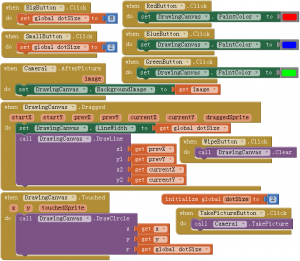 when BigButton .Click
do set global dotSize to 8
when SmallButton .Click
do set global dotSize to 2
when Camera1 .AfterPicture
image
do set DrawingCanvas . BackgroundImage to get image
when RedButton .Click
do set DrawingCanvas . PaintColor to
when BlueButton .Click
do set DrawingCanvas . PaintColor to
when GreenButton .Click
do set DrawingCanvas . PaintColor to
when DrawingCanvas .Dragged
startX startY prevX prevY currentX currentY draggedSprite
do set DrawingCanvas . LineWidth to get global dotSize
call DrawingCanvas .DrawLine
x1 get prevX
y1 get prevY
x2 get currentX
y2 get currentY
when WipeButton .Click
do call DrawingCanvas .Clear
when DrawingCanvas .Touched
x y touchedSprite
do call DrawingCanvas .DrawCircle
x get x
y get y
r get global dotSize
initialize global dotSize to 2
when TakePictureButton .Click
do call Camera1 .TakePicture